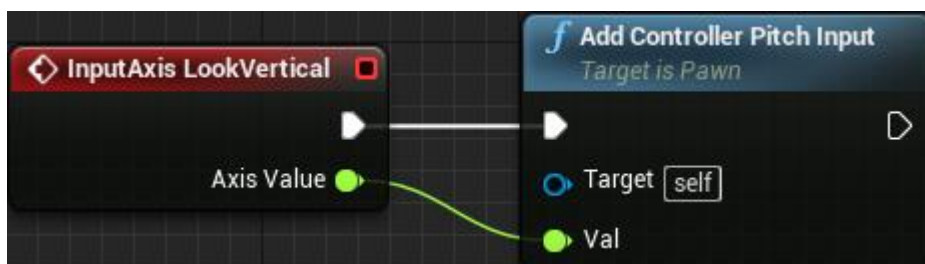 InputAxis LookVertical
Axis Value
Add Controller Pitch Input
Target is Pawn
Target self
Val